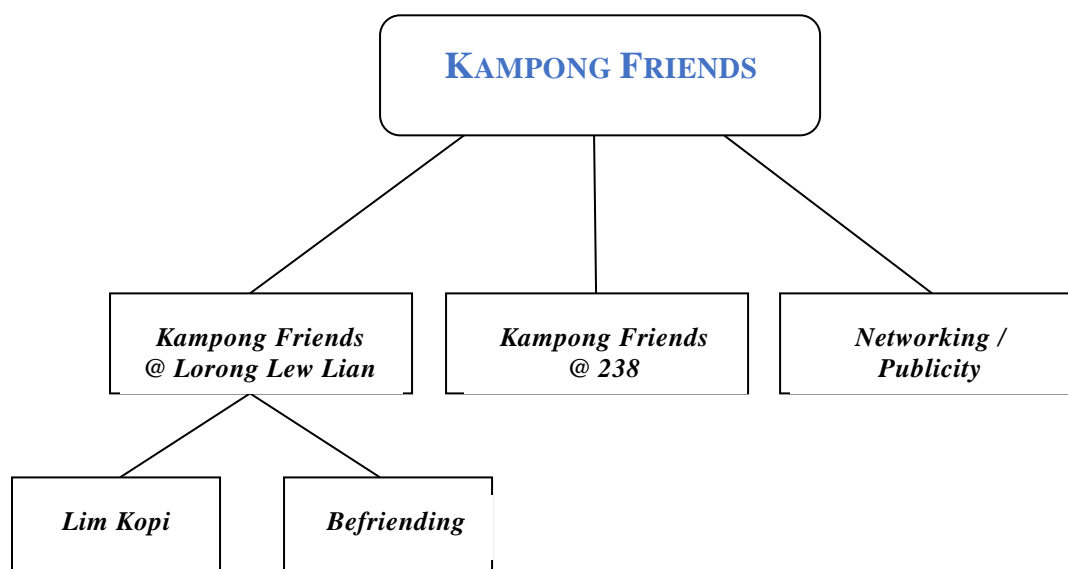 KAMPONG FRIENDS
Kampong Friends
@ Lorong Lew Lian
Kampong Friends
@ 238
Networking /
Publicity
Lim Kopi
Befriending